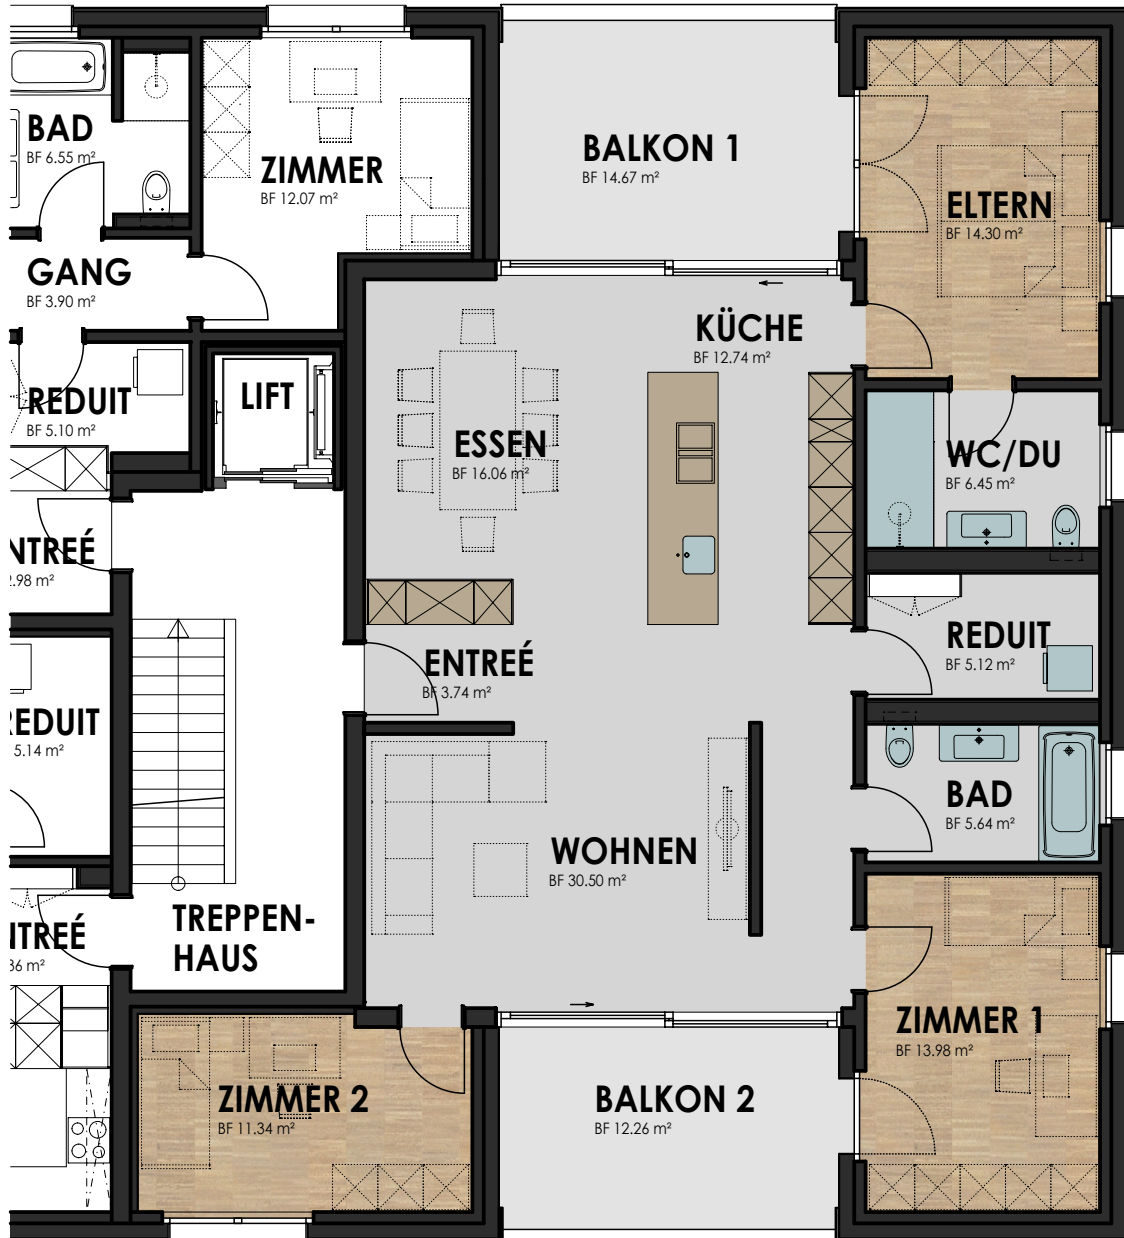 BAD
BF 6.55 m²
ZIMMER
BF 12.07 m²
BALKON 1
BF 14.67 m²
ELTERN
BF 14.30 m²
GANG
BF 3.90 m²
KÜCHE
BF 12.74 m²
REDUIT
BF 5.10 m²
LIFT
ESSEN
BF 16.06 m²
WC/DU
BF 6.45 m²
NTREÉ
2.98 m²
ENTREÉ
BF 3.74 m²
REDUIT
BF 5.12 m²
REDUIT
5.14 m²
BAD
BF 5.64 m²
WOHNEN
BF 30.50 m²
TREPPEN-
HAUS
NTREÉ
36 m²
ZIMMER 1
BF 13.98 m²
ZIMMER 2
BF 11.34 m²
BALKON 2
BF 12.26 m²